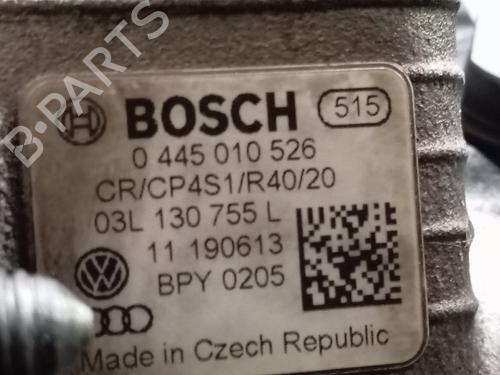 B-PARTS
BOSCH 515
0 445 010 526
CR/CP4S1/R40/20
03L 130 755 L
11 190613
BPY 0205
Made in Czech Republic